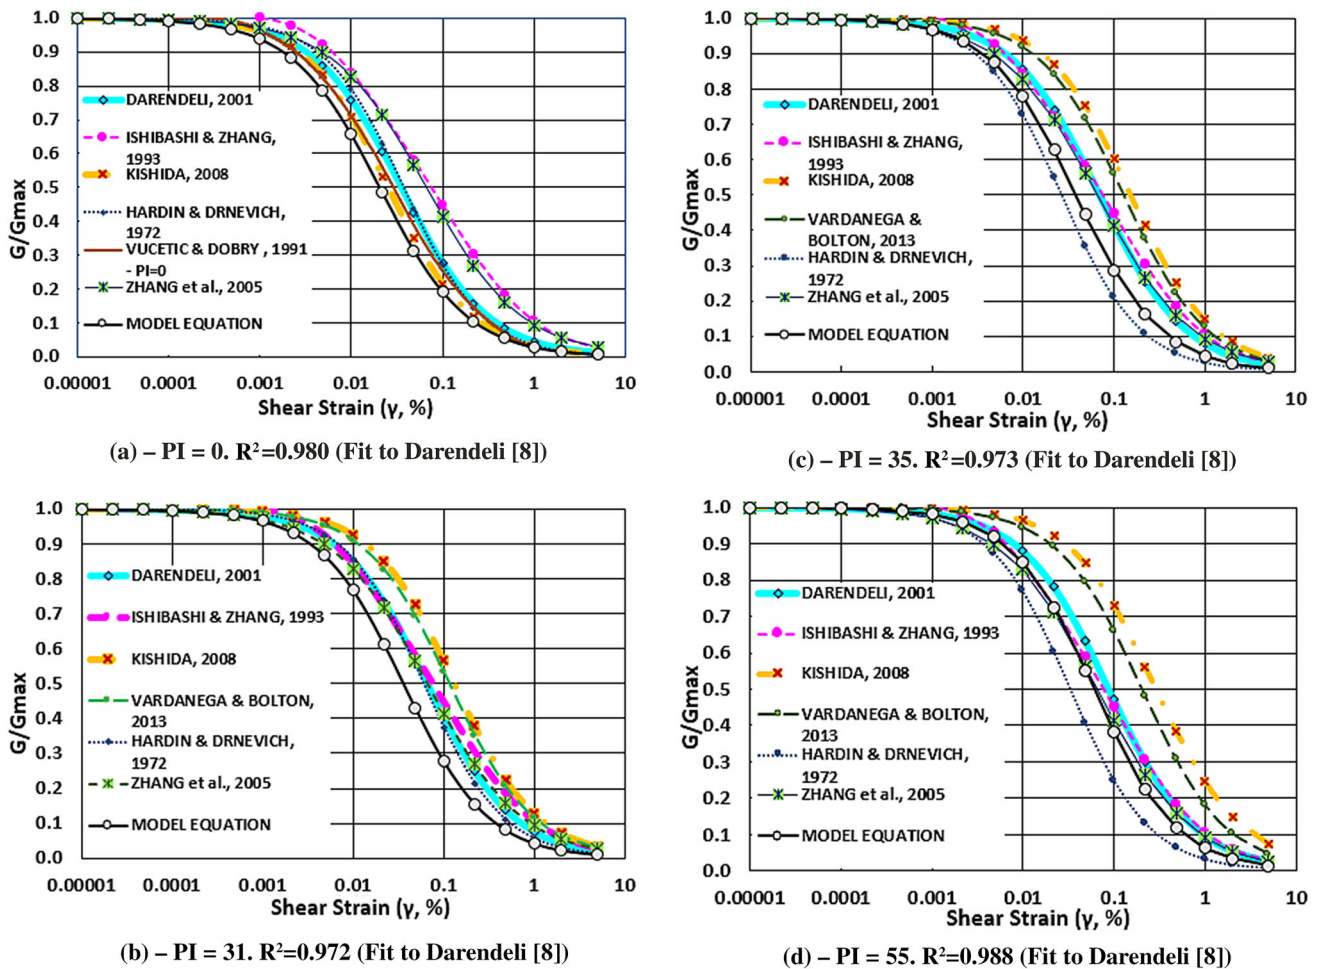 1.0
0.9
0.8
0.7
0.6
0.5
0.4
0.3
0.2
0.1
0.0
G/Gmax
DARENDELI, 2001
ISHIBASHI & ZHANG,
1993
KISHIDA, 2008
HARDIN & DRNEVICH,
1972
VUCETIC & DOBRY , 1991
- PI=0
ZHANG et al., 2005
MODEL EQUATION
0.00001 0.0001 0.001 0.01 0.1 1 10
Shear Strain (γ, %)
(a) – PI = 0. R²=0.980 (Fit to Darendeli [8])
1.0
0.9
0.8
0.7
0.6
0.5
0.4
0.3
0.2
0.1
0.0
G/Gmax
DARENDELI, 2001
ISHIBASHI & ZHANG, 1993
KISHIDA, 2008
VARDANEGA & BOLTON,
2013
HARDIN & DRNEVICH,
1972
ZHANG et al., 2005
MODEL EQUATION
0.00001 0.0001 0.001 0.01 0.1 1 10
Shear Strain (γ, %)
(b) – PI = 31. R²=0.972 (Fit to Darendeli [8])
1.0
0.9
0.8
0.7
0.6
0.5
0.4
0.3
0.2
0.1
0.0
G/Gmax
DARENDELI, 2001
ISHIBASHI & ZHANG,
1993
KISHIDA, 2008
VARDANEGA &
BOLTON, 2013
HARDIN & DRNEVICH,
1972
ZHANG et al., 2005
MODEL EQUATION
0.00001 0.0001 0.001 0.01 0.1 1 10
Shear Strain (γ, %)
(c) – PI = 35. R²=0.973 (Fit to Darendeli [8])
1.0
0.9
0.8
0.7
0.6
0.5
0.4
0.3
0.2
0.1
0.0
G/Gmax
DARENDELI, 2001
ISHIBASHI & ZHANG, 1993
KISHIDA, 2008
VARDANEGA & BOLTON,
2013
HARDIN & DRNEVICH,
1972
ZHANG et al., 2005
MODEL EQUATION
0.00001 0.0001 0.001 0.01 0.1 1 10
Shear Strain (γ, %)
(d) – PI = 55. R²=0.988 (Fit to Darendeli [8])